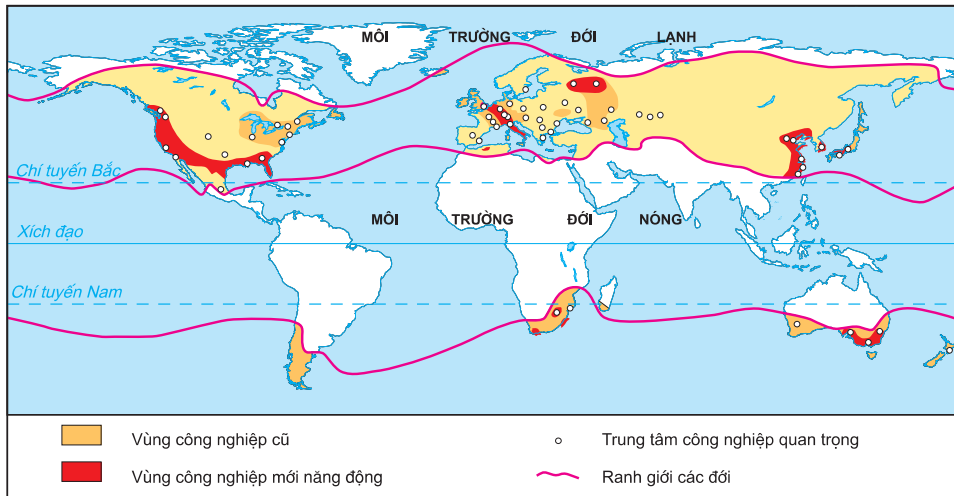 MÔI TRƯỜNG ĐỚI LẠNH
Chí tuyến Bắc
MÔI TRƯỜNG ĐỚI NÓNG
Xích đạo
Chí tuyến Nam
Vùng công nghiệp cũ
Trung tâm công nghiệp quan trọng
Vùng công nghiệp mới năng động
Ranh giới các đới